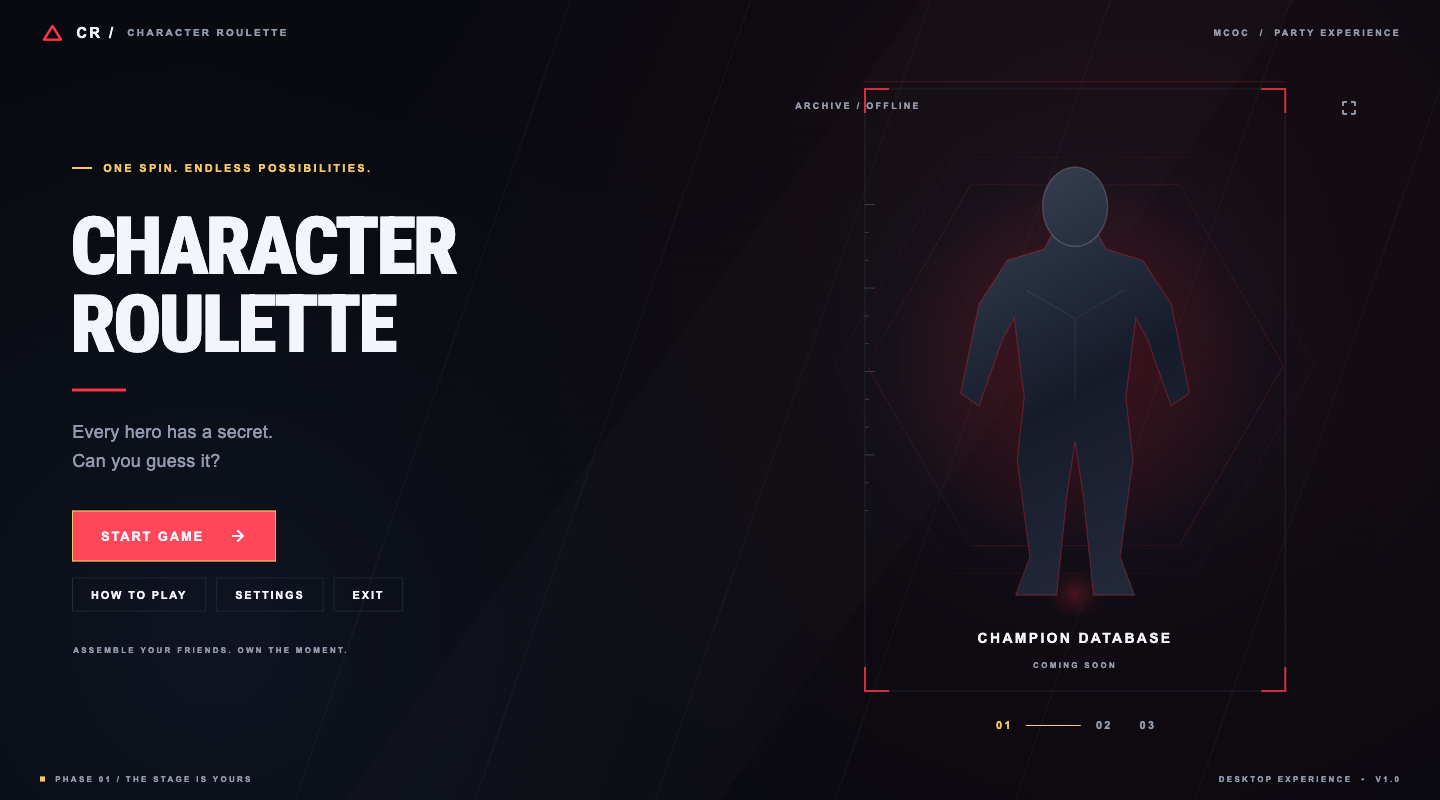 CR / CHARACTER ROULETTE
MCOC / PARTY EXPERIENCE
ARCHIVE / OFFLINE
ONE SPIN. ENDLESS POSSIBILITIES.
CHARACTER
ROULETTE
Every hero has a secret.
Can you guess it?
START GAME
HOW TO PLAY
SETTINGS
EXIT
ASSEMBLE YOUR FRIENDS. OWN THE MOMENT.
CHAMPION DATABASE
COMING SOON
01 02 03
PHASE 01 / THE STAGE IS YOURS
DESKTOP EXPERIENCE • V1.0